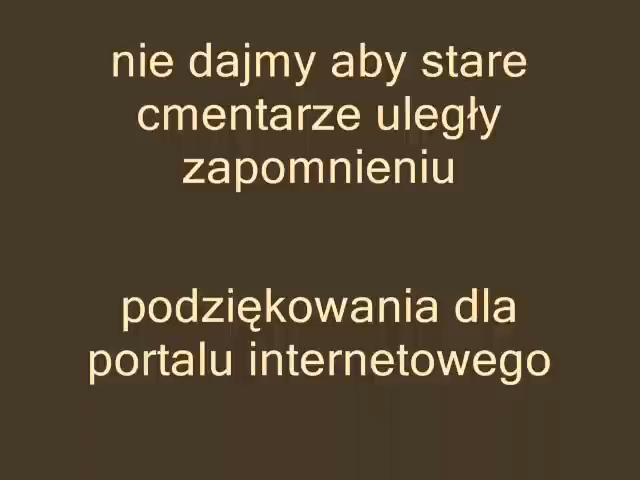 nie dajmy aby stare
cmentarze uległy
zapomnieniu
podziękowania dla
portalu internetowego